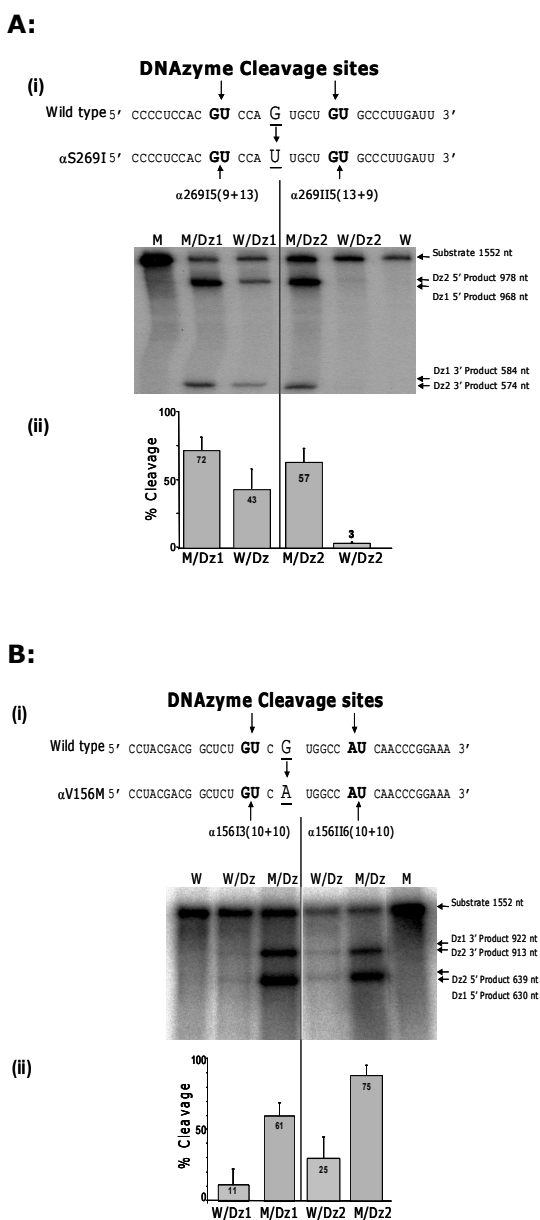 A:
DNAzyme Cleavage sites
(i)
Wild type 5’ CCCCUCCAC GU CCA G UGCU GU GCCCUUGAUU 3’
αS269I 5’ CCCCUCCAC GU CCA U UGCU GU GCCCUUGAUU 3’
α269I5(9+13) α269II5(13+9)
M M/Dz1 W/Dz1 M/Dz2 W/Dz2 W
Substrate 1552 nt
Dz2 5’ Product 978 nt
Dz1 5’ Product 968 nt
Dz1 3’ Product 584 nt
Dz2 3’ Product 574 nt
(ii)
% Cleavage
100
50
0
72
43
57
3
M/Dz1 W/Dz M/Dz2 W/Dz2
B:
DNAzyme Cleavage sites
(i)
Wild type 5’ CCUACGACG GCUCU GU C G UGGCC AU CAACCCGGAAA 3’
αV156M 5’ CCUACGACG GCUCU GU C A UGGCC AU CAACCCGGAAA 3’
α156I3(10+10) α156II6(10+10)
W W/Dz M/Dz W/Dz M/Dz M
Substrate 1552 nt
Dz1 3’ Product 922 nt
Dz2 3’ Product 913 nt
Dz2 5’ Product 639 nt
Dz1 5’ Product 630 nt
(ii)
% Cleavage
100
50
0
11
61
25
75
W/Dz1 M/Dz1 W/Dz2 M/Dz2